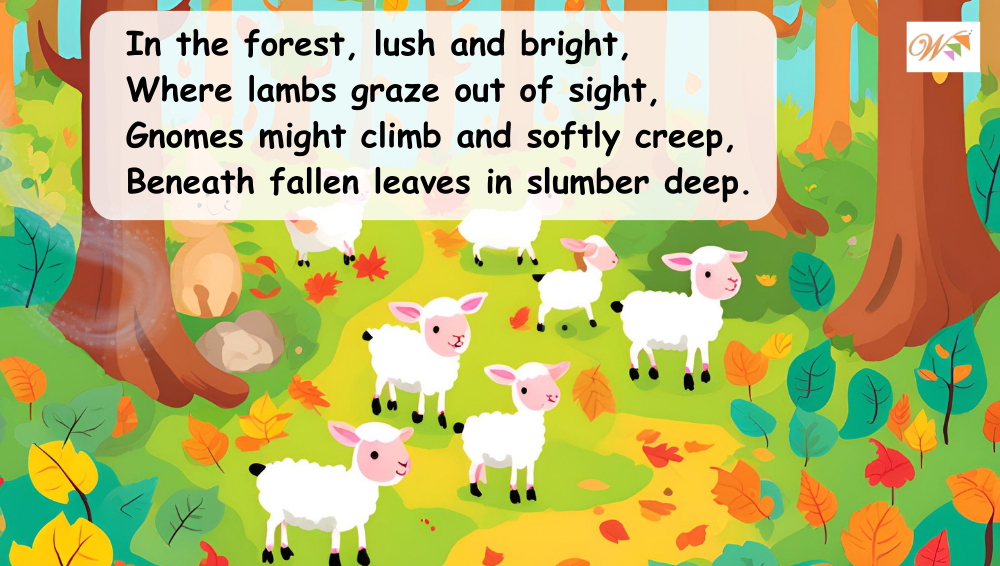 In the forest, lush and bright,
Where lambs graze out of sight,
Gnomes might climb and softly creep,
Beneath fallen leaves in slumber deep.
W